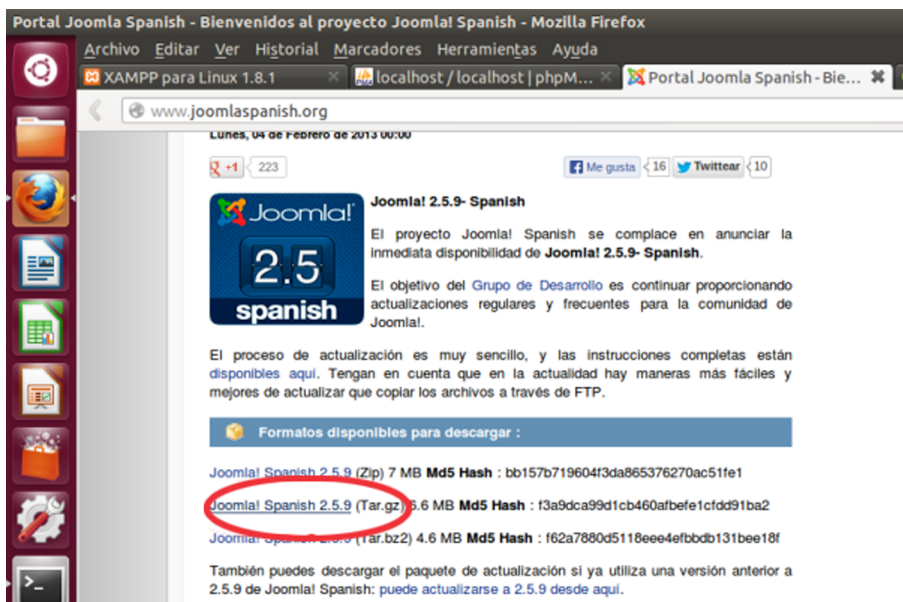 Portal Joomla Spanish - Bienvenidos al proyecto Joomla! Spanish - Mozilla Firefox
Archivo Editar Ver Historial Marcadores Herramientas Ayuda
XAMPP para Linux 1.8.1
localhost / localhost | phpM...
Portal Joomla Spanish - Bie...
www.joomlaspanish.org
Lunes, 04 de Febrero de 2013 00:00
+1 223
Me gusta 16 Twittear 10
Joomla!
2.5
spanish
Joomla! 2.5.9- Spanish
El proyecto Joomla! Spanish se complace en anunciar la
inmediata disponibilidad de Joomla! 2.5.9- Spanish.
El objetivo del Grupo de Desarrollo es continuar proporcionando
actualizaciones regulares y frecuentes para la comunidad de
Joomla!.
El proceso de actualización es muy sencillo, y las instrucciones completas están
disponibles aquí. Tengan en cuenta que en la actualidad hay maneras más fáciles y
mejores de actualizar que copiar los archivos a través de FTP.
Formatos disponibles para descargar :
Joomla! Spanish 2.5.9 (Zip) 7 MB Md5 Hash : bb157b719604f3da865376270ac51fe1
Joomla! Spanish 2.5.9 (Tar.gz) 6.6 MB Md5 Hash : f3a9dca99d1cb460afbefe1cfdd91ba2
Joomla! Spanish 2.5.9 (Tar.bz2) 4.6 MB Md5 Hash : f62a7880d5118eee4efbbdb131bee18f
También puedes descargar el paquete de actualización si ya utiliza una versión anterior a
2.5.9 de Joomla! Spanish: puede actualizarse a 2.5.9 desde aquí.